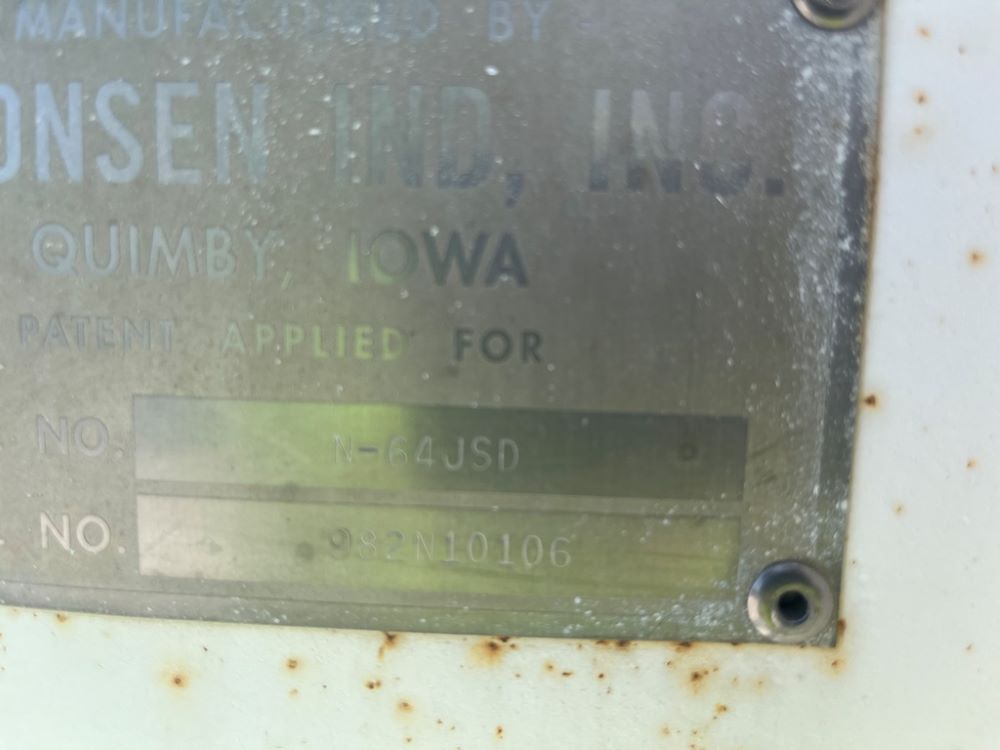 MANUFACTURED BY
ONSEN IND, INC.
QUIMBY, IOWA
PATENT APPLIED FOR
NO. N-64JSD
NO. 982N10106